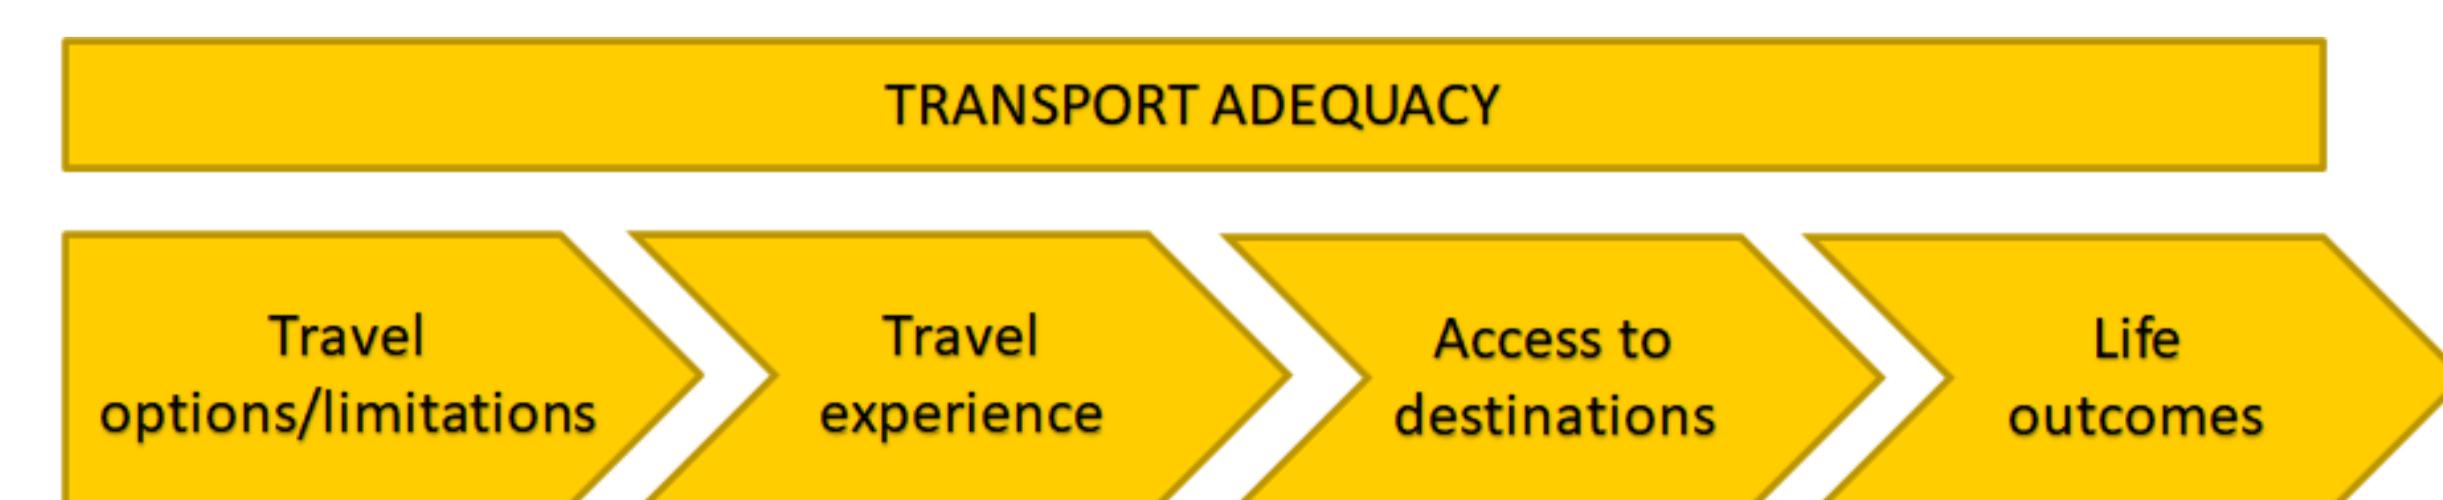 TRANSPORT ADEQUACY
Travel
options/limitations
Travel
experience
Access to
destinations
Life
outcomes